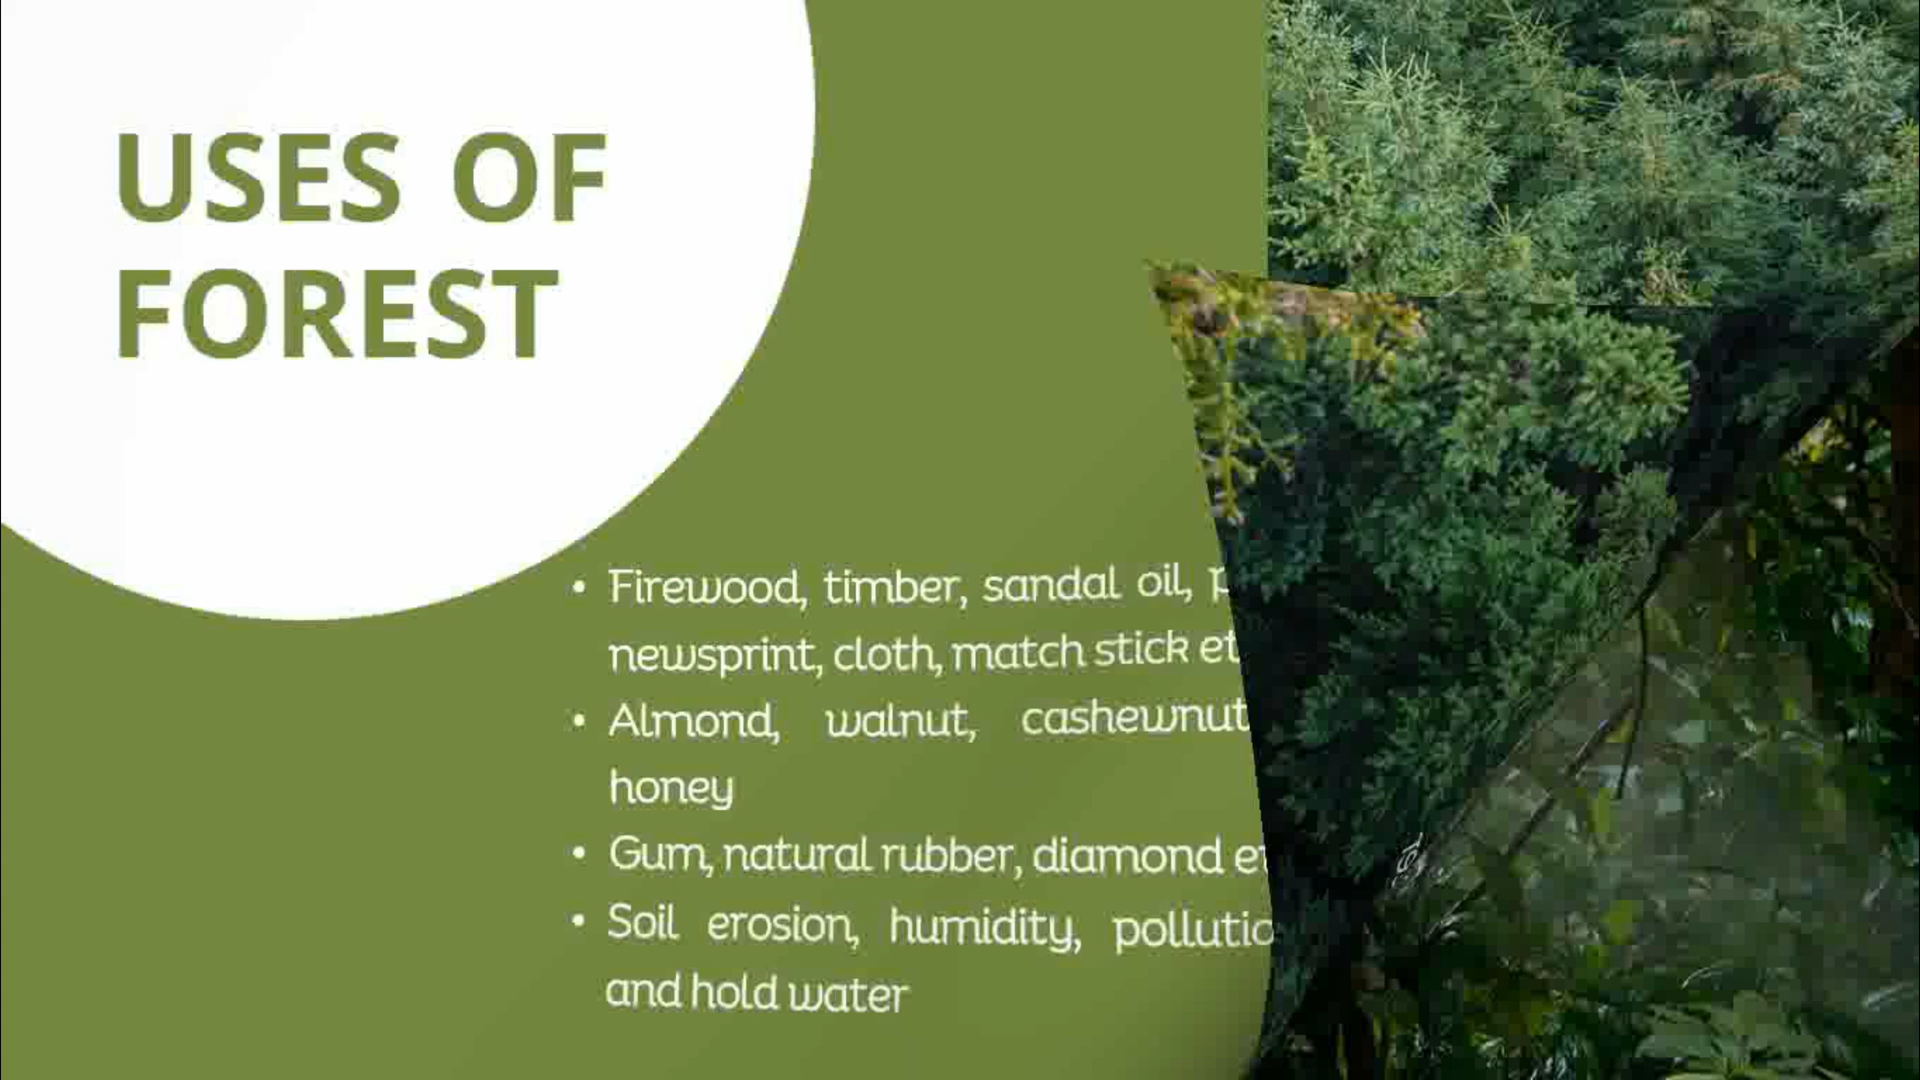 USES OF
FOREST
• Firewood, timber, sandal oil,
newsprint, cloth, match stick
• Almond, walnut, cashewnut
honey
• Gum, natural rubber, diamond
• Soil erosion, humidity,
and hold water